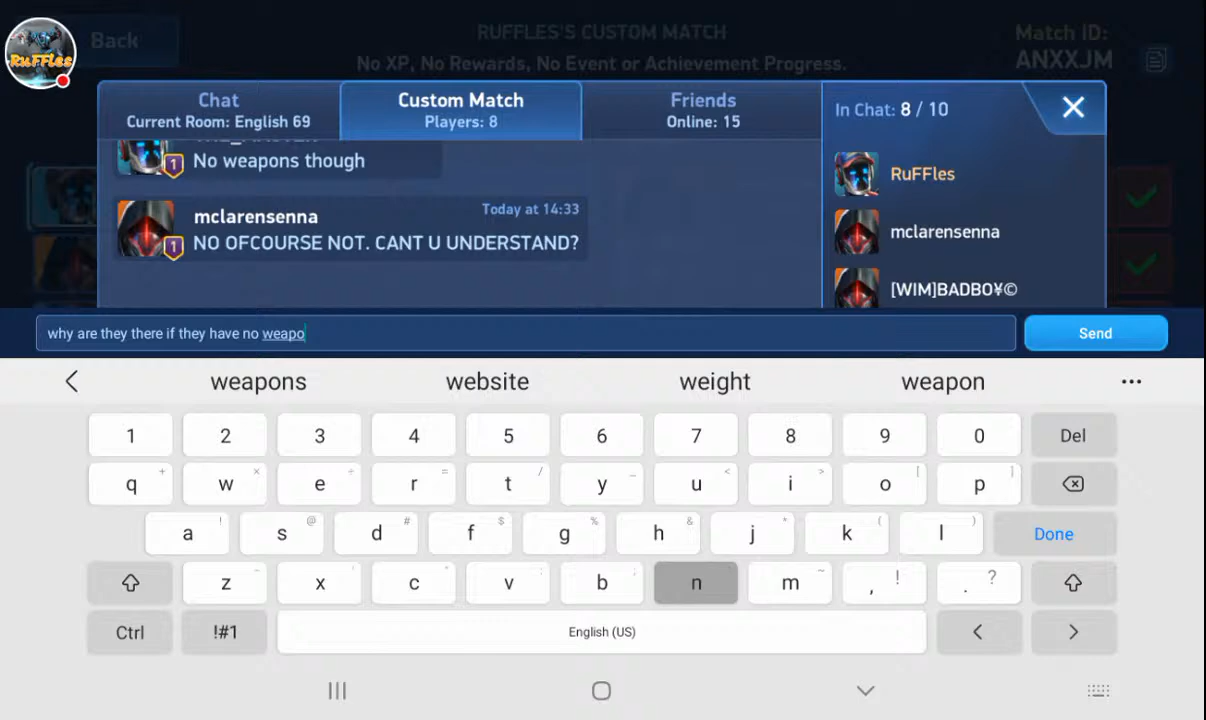 RuFFles
Back
RUFFLES'S CUSTOM MATCH
No XP, No Rewards, No Event or Achievement Progress.
Match ID:
ANXXJM
Chat
Current Room: English 69
Custom Match
Players: 8
Friends
Online: 15
In Chat: 8 / 10
1
No weapons though
mclarensenna
Today at 14:33
1
NO OFCOURSE NOT. CANT U UNDERSTAND?
RuFFles
mclarensenna
[WIM]BADBO¥©
why are they there if they have no weapo
Send
weapons website weight weapon
1 2 3 4 5 6 7 8 9 0 Del
q w e r t y u i o p
a s d f g h j k l Done
z x c v b n m , ! . ?
Ctrl !#1 English (US) < >